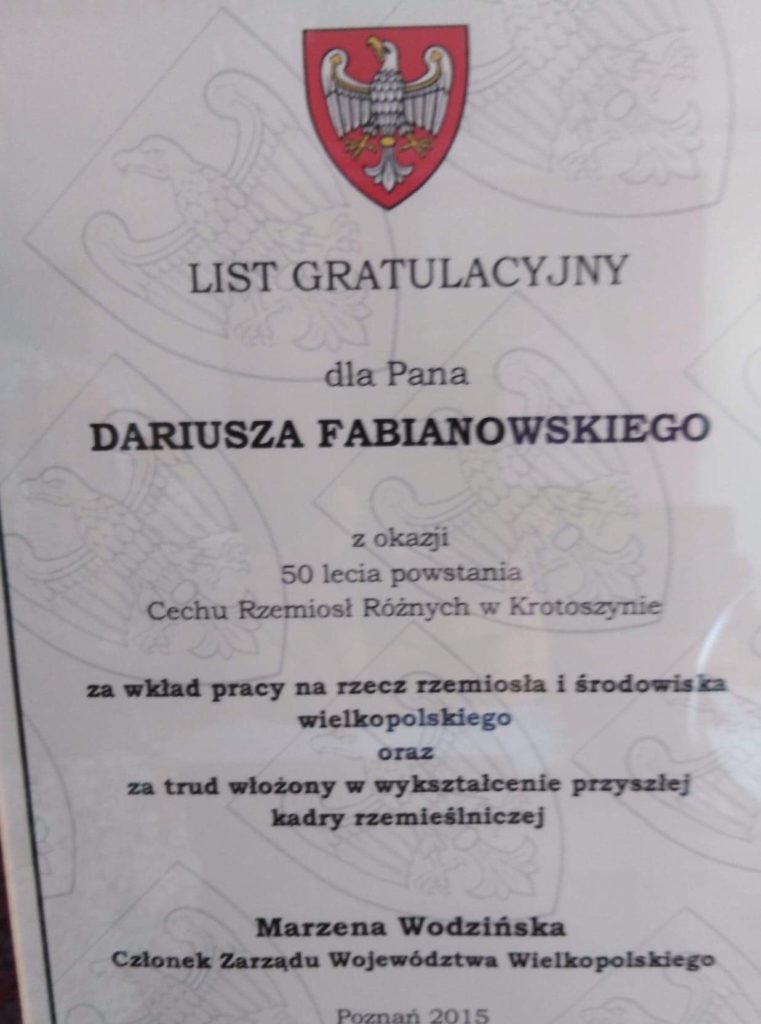 LIST GRATULACYJNY
dla Pana
DARIUSZA FABIANOWSKIEGO
z okazji
50 lecia powstania
Cechu Rzemiosł Różnych w Krotoszynie
za wkład pracy na rzecz rzemiosła i środowiska
wielkopolskiego
oraz
za trud włożony w wykształcenie przyszłej
kadry rzemieślniczej
Marzena Wodzińska
Członek Zarządu Województwa Wielkopolskiego
Poznań 2015